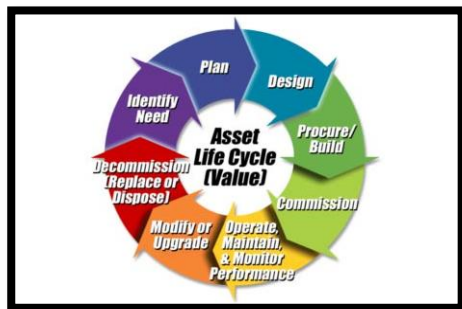 Plan
Design
Procure/
Build
Commission
Operate,
Maintain,
& Monitor
Performance
Modify or
Upgrade
Decommission
(Replace or
Dispose)
Identify
Need
Asset
Life Cycle
(Value)